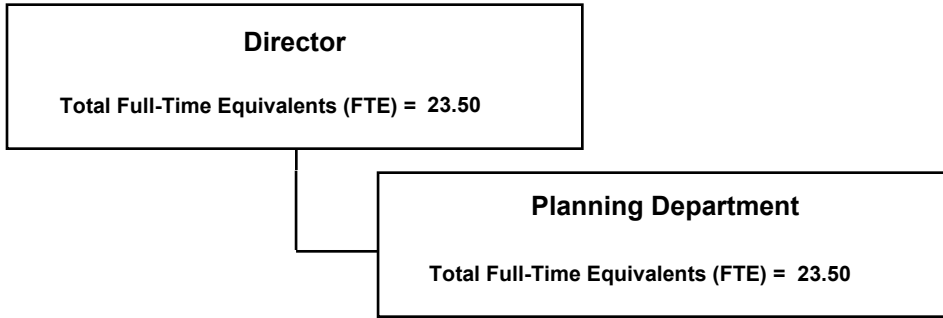 Director
Total Full-Time Equivalents (FTE) = 23.50
Planning Department
Total Full-Time Equivalents (FTE) = 23.50